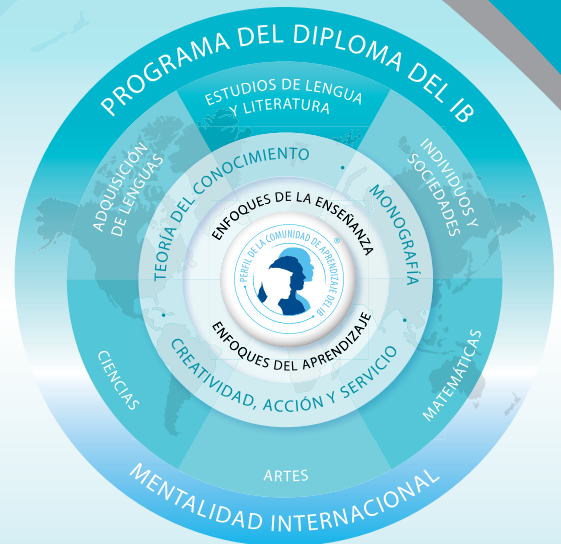 PROGRAMA DEL DIPLOMA DEL IB
ESTUDIOS DE LENGUA
Y LITERATURA
ADQUISICIÓN
DE LENGUAS
INDIVIDUOS Y
SOCIEDADES
TEORÍA DEL CONOCIMIENTO
MONOGRAFÍA
ENFOQUES DE LA ENSEÑANZA
PERFIL DE LA COMUNIDAD DE APRENDIZAJE DEL IB
®
ENFOQUES DEL APRENDIZAJE
CREATIVIDAD, ACCIÓN Y SERVICIO
CIENCIAS
MATEMÁTICAS
ARTES
MENTALIDAD INTERNACIONAL